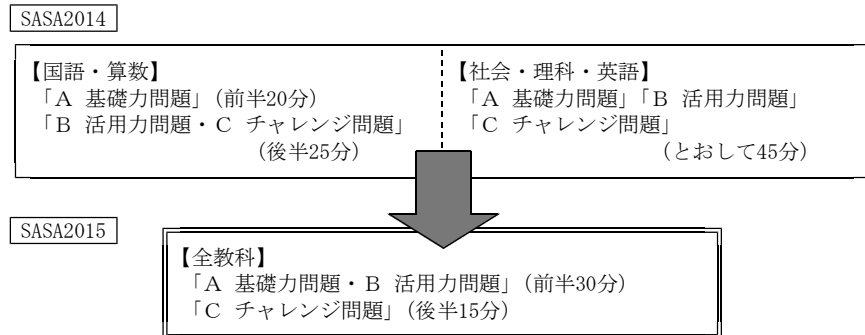 SASA2014
【国語・算数】
「A 基礎力問題」(前半20分)
「B 活用力問題・C チャレンジ問題」
(後半25分)
【社会・理科・英語】
「A 基礎力問題」「B 活用力問題」
「C チャレンジ問題」
(とおして45分)
SASA2015
【全教科】
「A 基礎力問題・B 活用力問題」(前半30分)
「C チャレンジ問題」(後半15分)